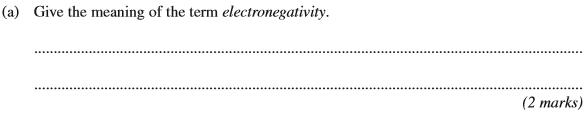 (a) Give the meaning of the term electronegativity.
(2 marks)